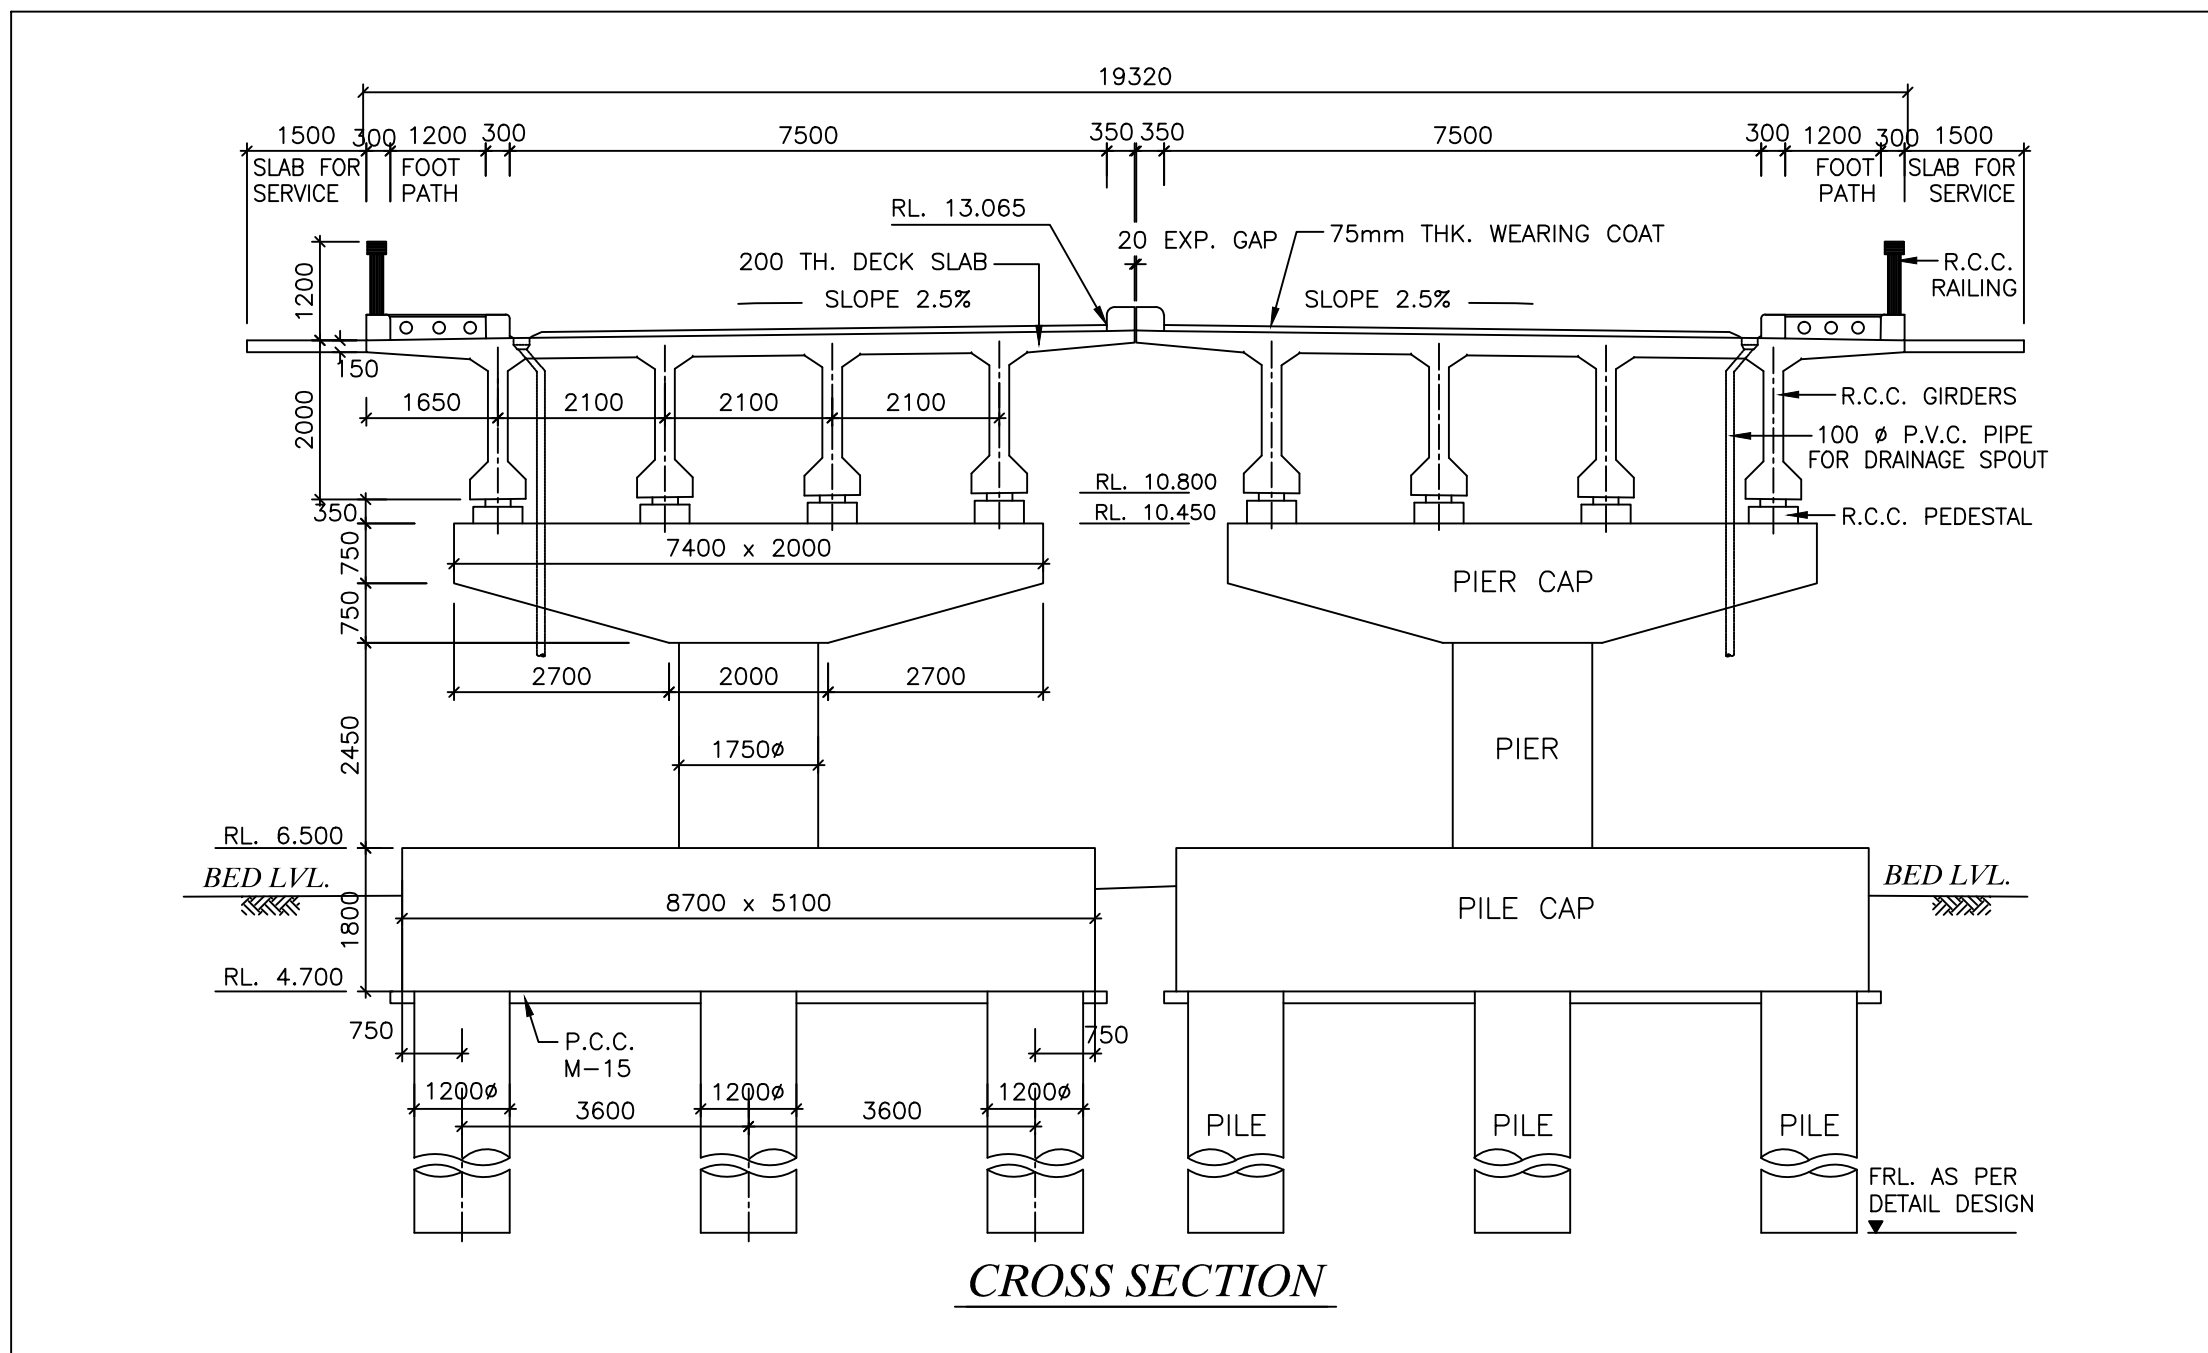 19320
1500 300 1200 300 7500 350 350 7500 300 1200 300 1500
SLAB FOR FOOT FOOT SLAB FOR
SERVICE PATH PATH SERVICE
RL. 13.065
20 EXP. GAP
75mm THK. WEARING COAT
200 TH. DECK SLAB
R.C.C.
RAILING
1200
SLOPE 2.5% SLOPE 2.5%
150
2000
1650 2100 2100 2100
R.C.C. GIRDERS
100 ø P.V.C. PIPE
FOR DRAINAGE SPOUT
RL. 10.800
350
RL. 10.450
R.C.C. PEDESTAL
750
7400 x 2000
PIER CAP
750
2700 2000 2700
2450
1750ø
PIER
RL. 6.500
BED LVL. BED LVL.
1800
8700 x 5100
PILE CAP
RL. 4.700
750 750
P.C.C.
M-15
1200ø 1200ø 1200ø
3600 3600
PILE PILE PILE
FRL. AS PER
DETAIL DESIGN
CROSS SECTION